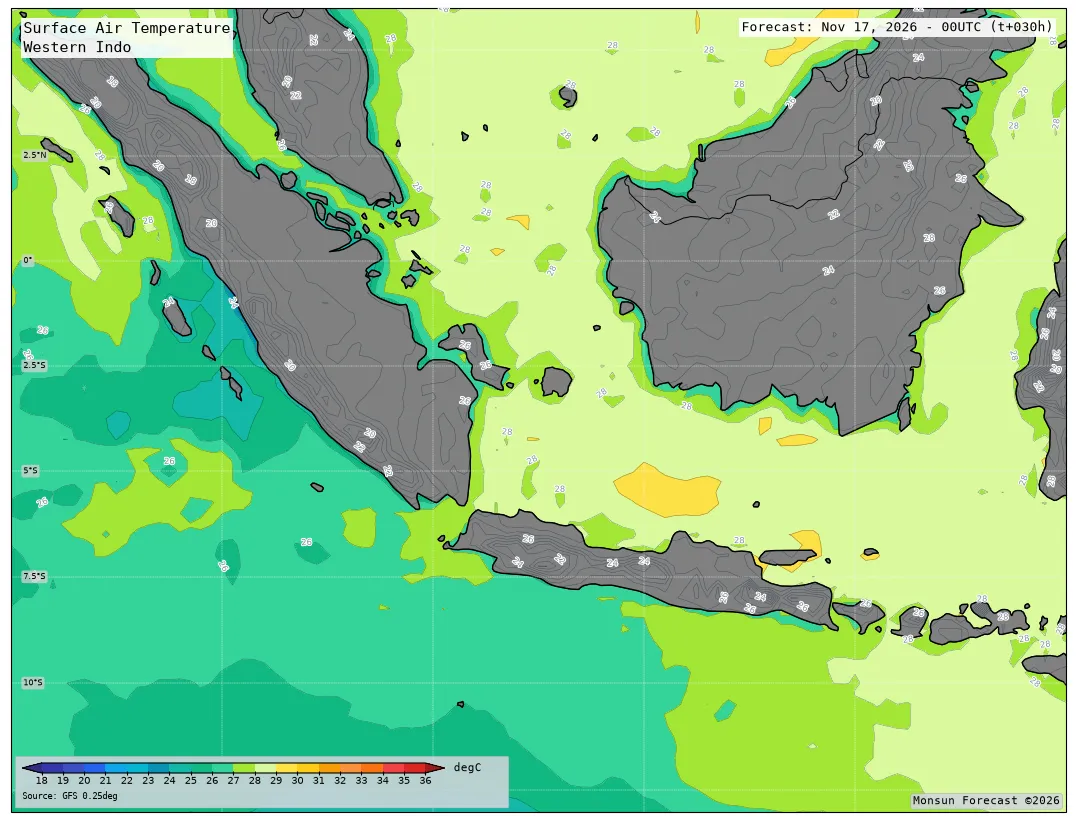 Surface Air Temperature
Western Indo
Forecast: Nov 17, 2026 - 00UTC (t+030h)
2.5°N
0°
2.5°S
5°S
7.5°S
10°S
18 19 20 21 22 23 24 25 26 27 28 29 30 31 32 33 34 35 36 degC
Source: GFS 0.25deg
Monsun Forecast ©2026